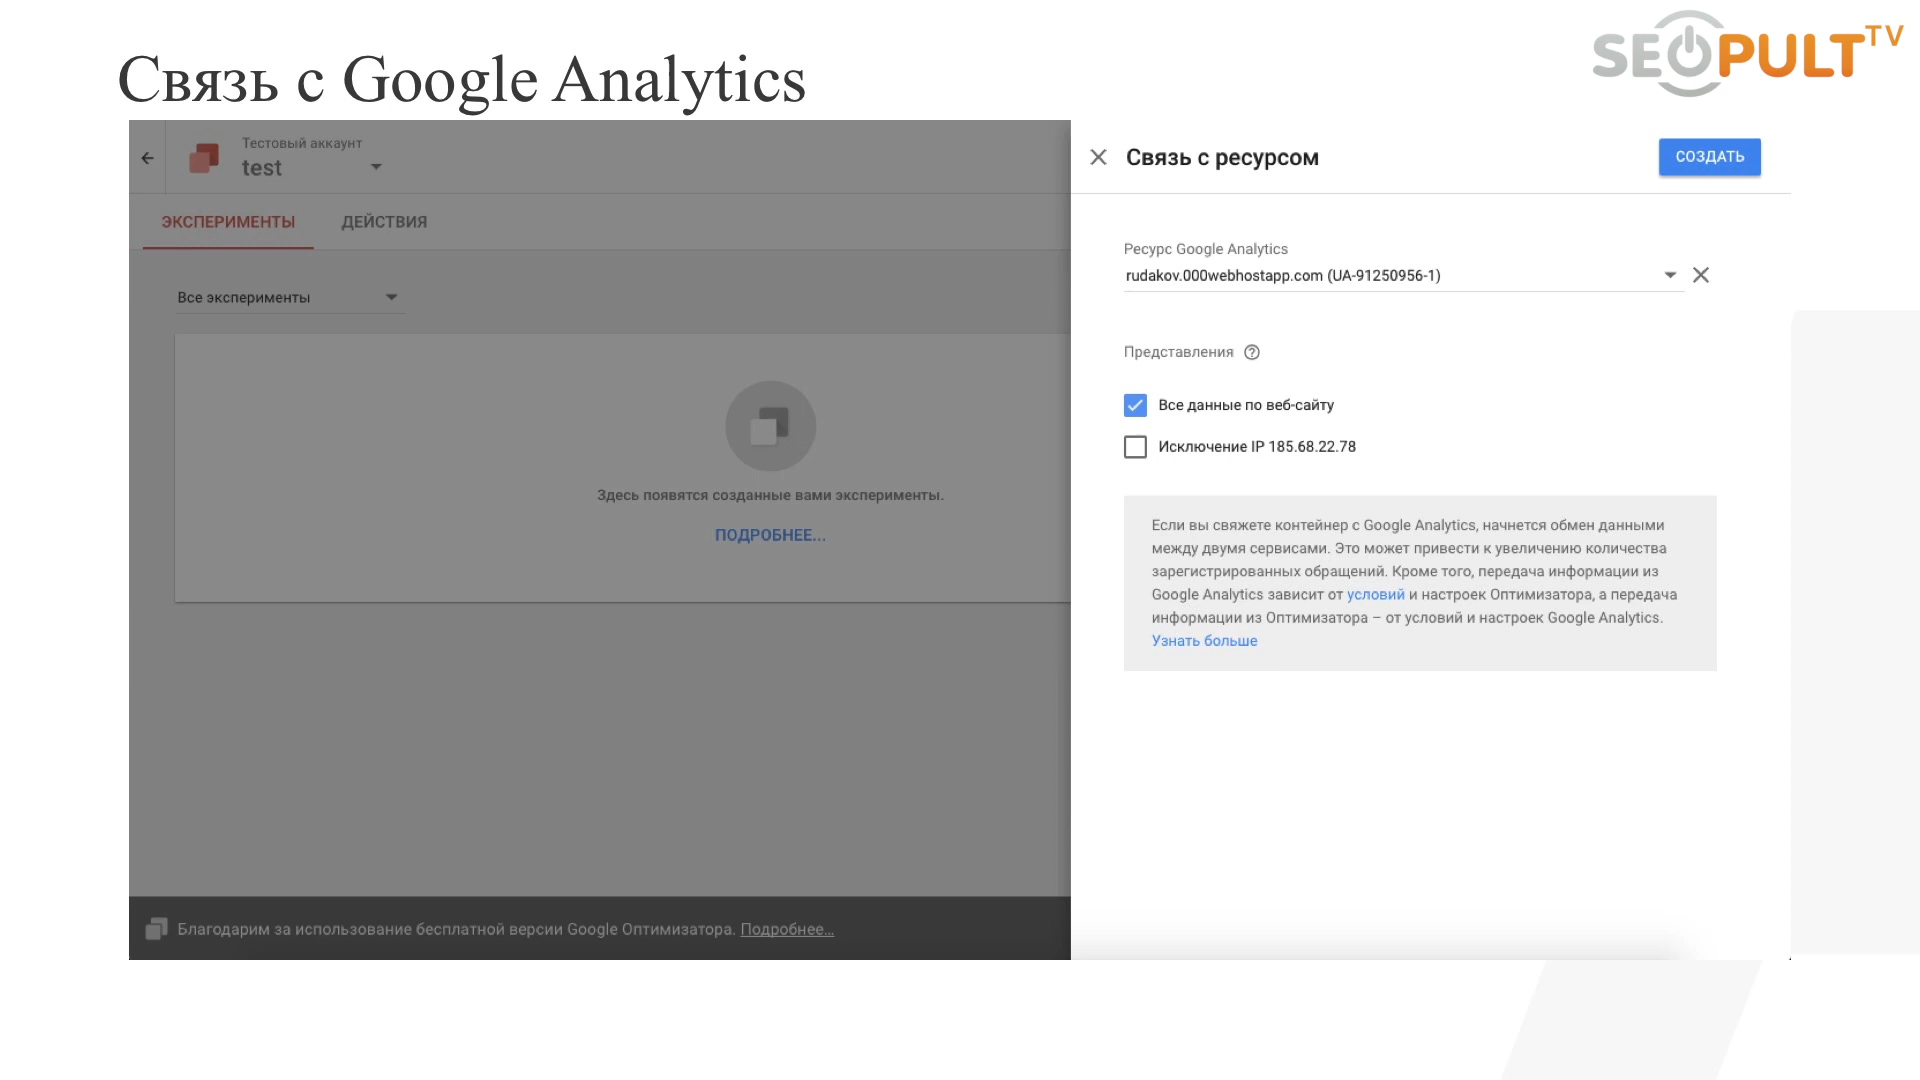 SEOPULT TV
Связь с Google Analytics
Тестовый аккаунт
test
ЭКСПЕРИМЕНТЫ
ДЕЙСТВИЯ
Все эксперименты
Здесь появятся созданные вами эксперименты.
ПОДРОБНЕЕ...
Благодарим за использование бесплатной версии Google Оптимизатора. Подробнее...
Связь с ресурсом
СОЗДАТЬ
Ресурс Google Analytics
rudakov.000webhostapp.com (UA-91250956-1)
Представления
Все данные по веб-сайту
Исключение IP 185.68.22.78
Если вы свяжете контейнер с Google Analytics, начнется обмен данными
между двумя сервисами. Это может привести к увеличению количества
зарегистрированных обращений. Кроме того, передача информации из
Google Analytics зависит от условий и настроек Оптимизатора, а передача
информации из Оптимизатора – от условий и настроек Google Analytics.
Узнать больше